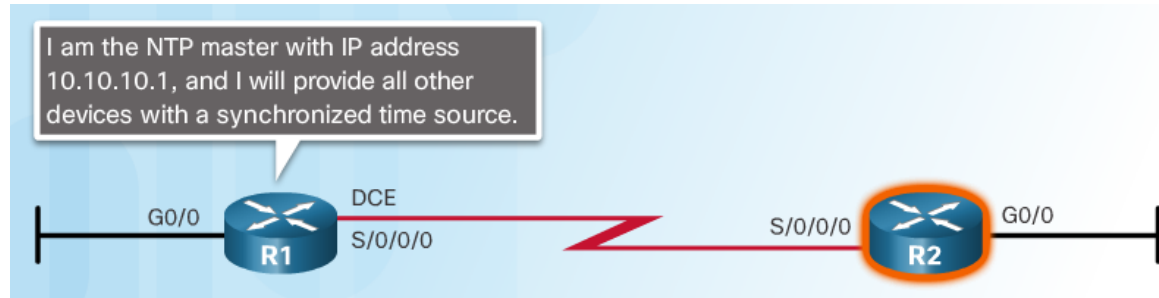 I am the NTP master with IP address
10.10.10.1, and I will provide all other
devices with a synchronized time source.
DCE
G0/0
S/0/0/0
R1
S/0/0/0
G0/0
R2